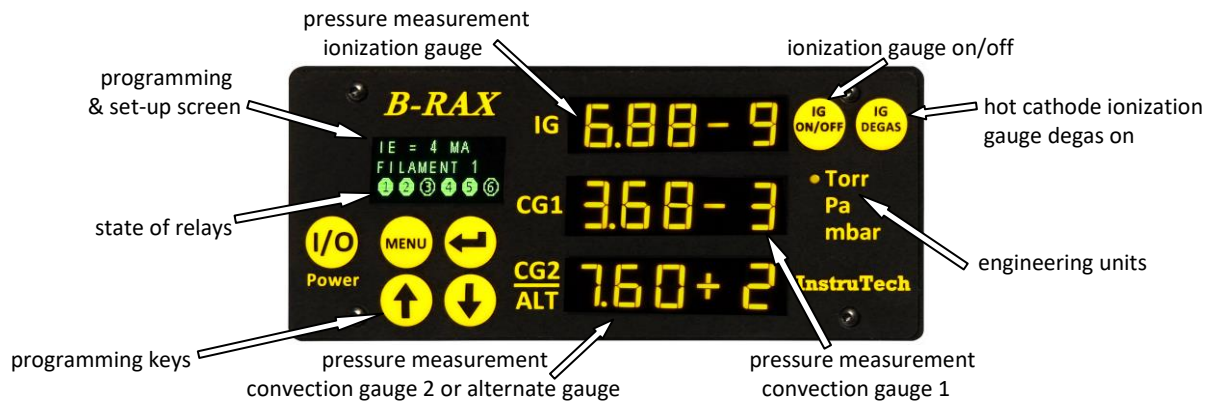 pressure measurement
ionization gauge
ionization gauge on/off
programming
& set-up screen
hot cathode ionization
gauge degas on
B-RAX
IG 6.88-9
IG
ON/OFF
IG
DEGAS
IE = 4 MA
FILAMENT 1
1 2 3 4 5 6
state of relays
CG1 3.68-3
Torr
Pa
mbar
engineering units
I/O
Power
MENU
CG2
ALT
7.60+2
InstruTech
programming keys
pressure measurement
convection gauge 2 or alternate gauge
pressure measurement
convection gauge 1